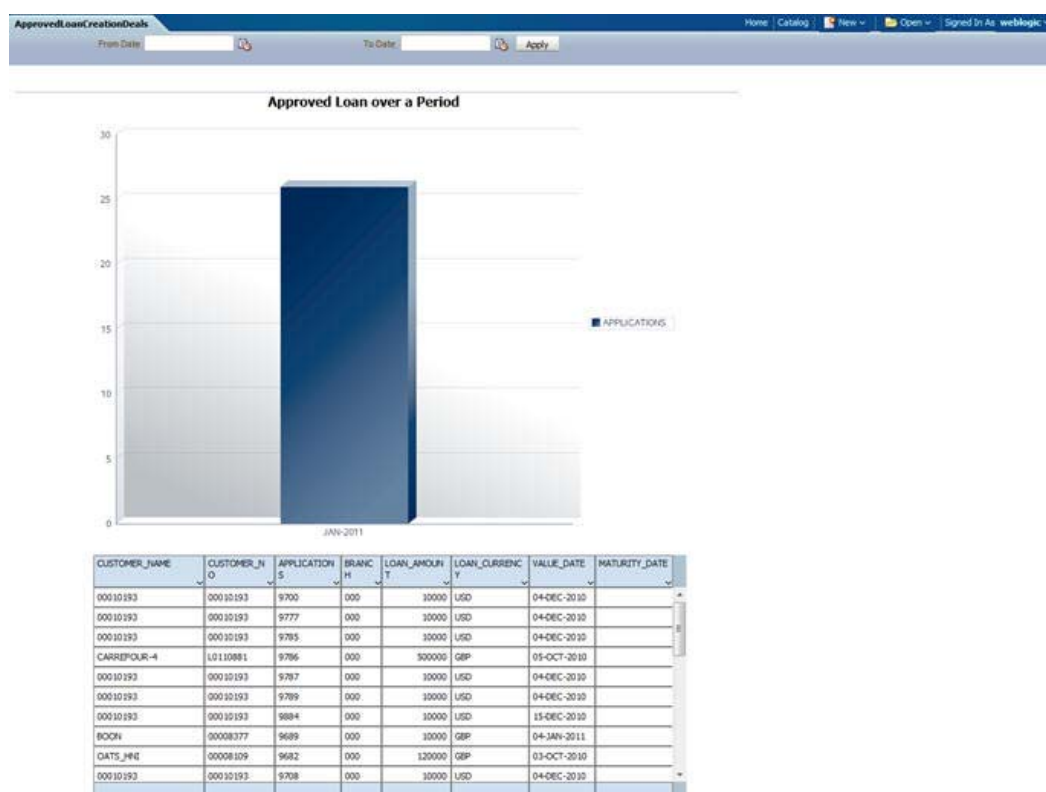 ApprovedLoanCreationDeals
Home Catalog New Open Signed In As weblogic
From Date To Date Apply
Approved Loan over a Period
30
25
20
15
10
5
0
APPLICATIONS
JAN-2011
CUSTOMER_NAME CUSTOMER_NO APPLICATIONS BRANCH LOAN_AMOUNT LOAN_CURRENCY VALUE_DATE MATURITY_DATE
00010193 00010193 9700 000 10000 USD 04-DEC-2010
00010193 00010193 9777 000 10000 USD 04-DEC-2010
00010193 00010193 9785 000 10000 USD 04-DEC-2010
CARREFOUR-4 L0110881 9786 000 500000 GBP 05-OCT-2010
00010193 00010193 9787 000 10000 USD 04-DEC-2010
00010193 00010193 9789 000 10000 USD 04-DEC-2010
00010193 00010193 9884 000 10000 USD 15-DEC-2010
BOON 00008377 9689 000 10000 GBP 04-JAN-2011
OATS_HNI 00008109 9682 000 120000 GBP 03-OCT-2010
00010193 00010193 9708 000 10000 USD 04-DEC-2010